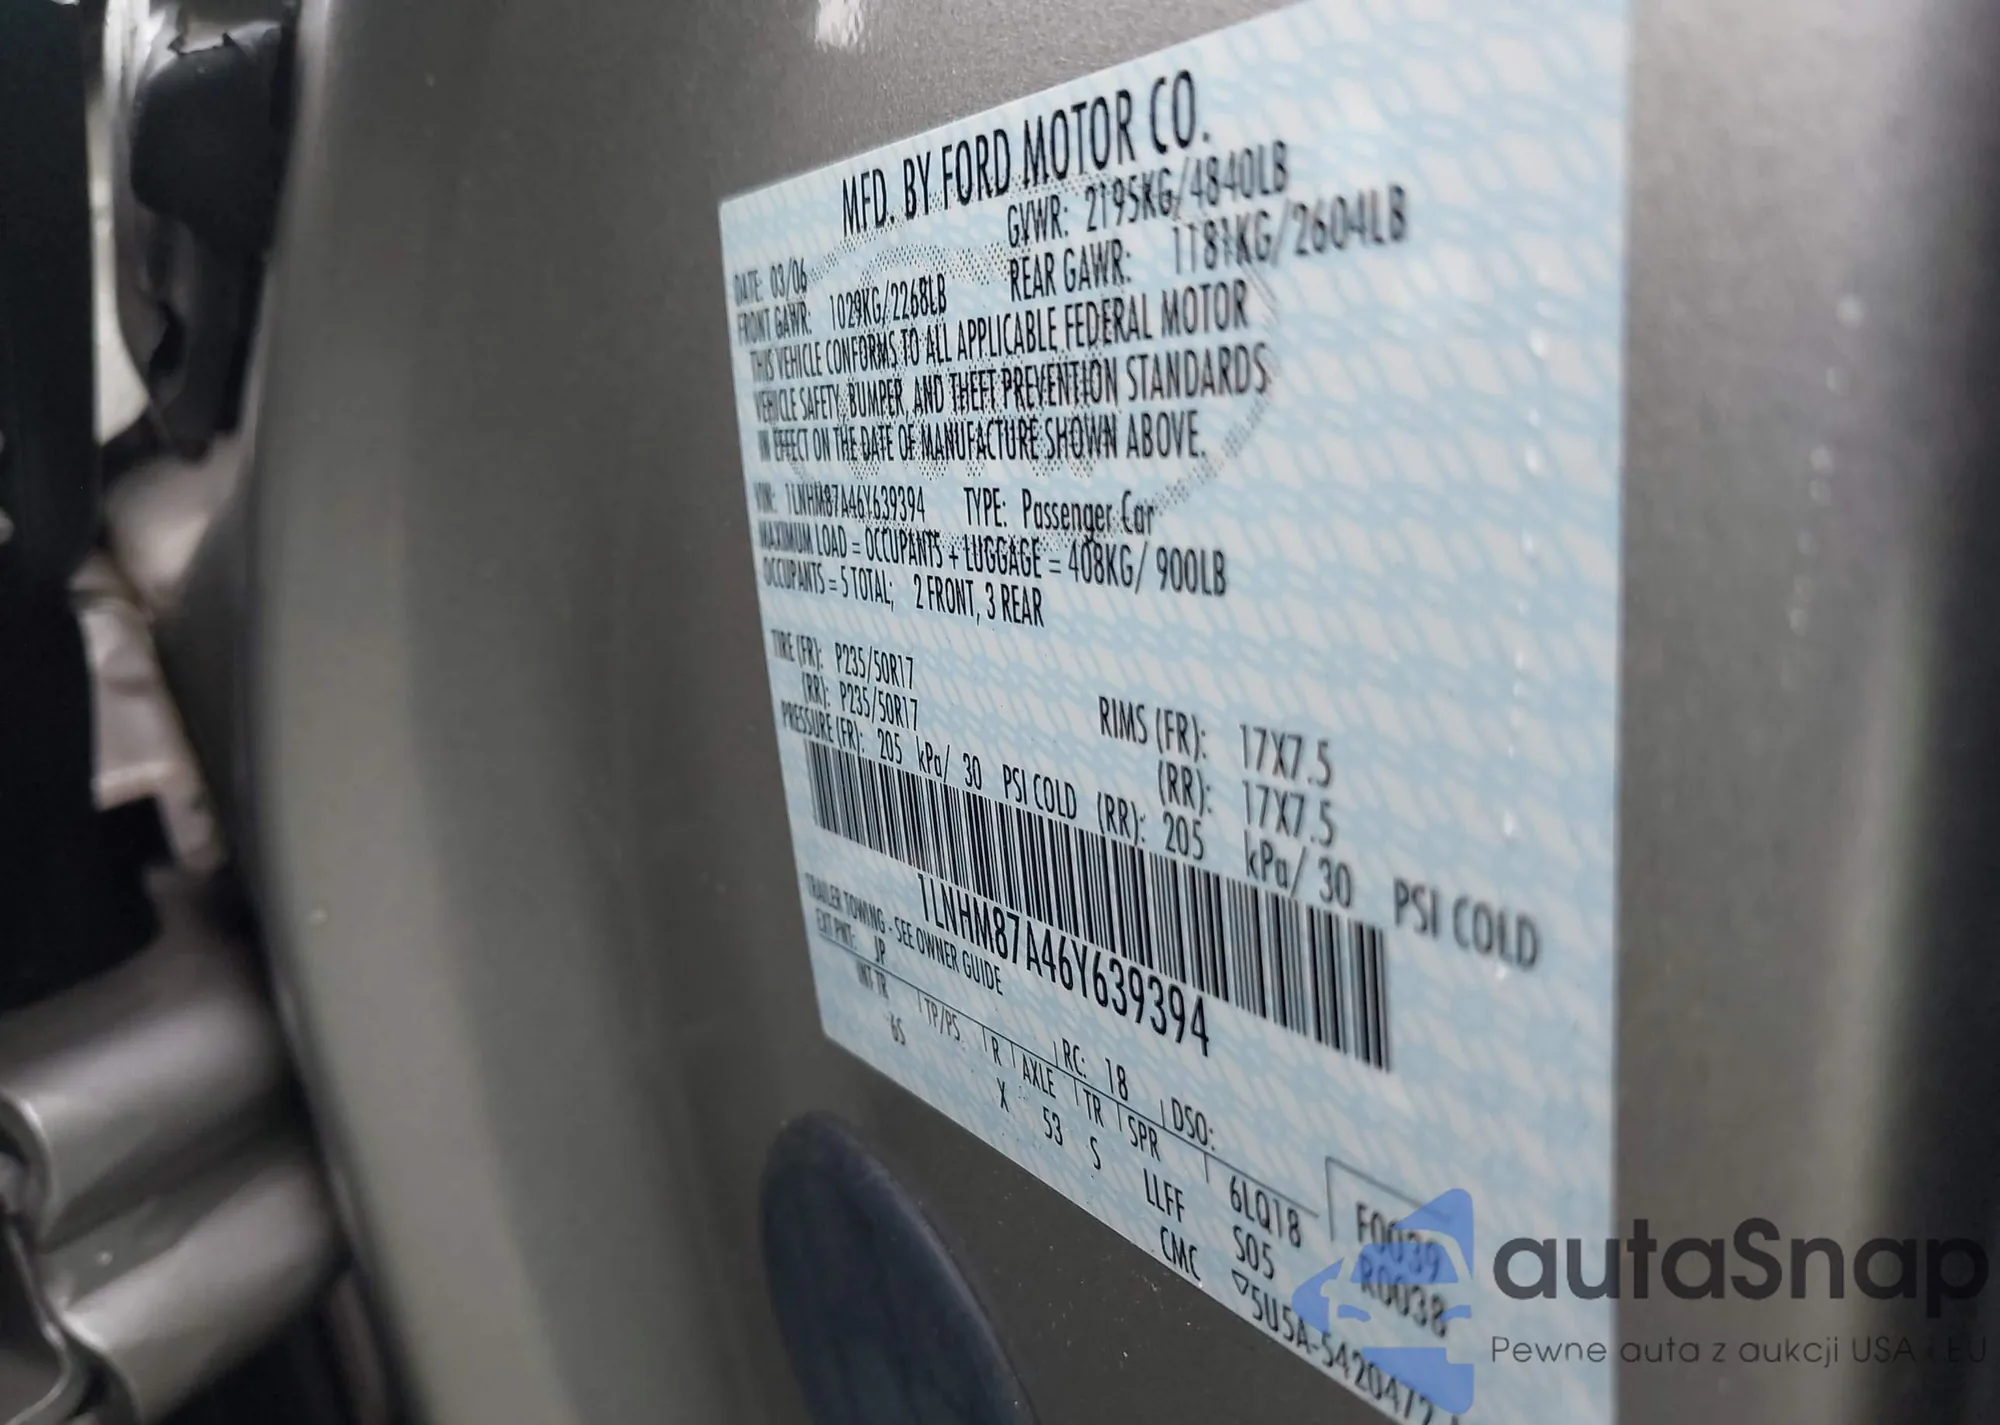 MFD. BY FORD MOTOR CO.
DATE: 03/06 GVWR: 2195KG/4840LB
FRONT GAWR: 1029KG/2268LB REAR GAWR: 1181KG/2604LB
THIS VEHICLE CONFORMS TO ALL APPLICABLE FEDERAL MOTOR
VEHICLE SAFETY, BUMPER, AND THEFT PREVENTION STANDARDS
IN EFFECT ON THE DATE OF MANUFACTURE SHOWN ABOVE.
VIN: 1LNHM87A46Y639394 TYPE: Passenger Car
MAXIMUM LOAD = OCCUPANTS + LUGGAGE = 408KG/ 900LB
OCCUPANTS = 5 TOTAL; 2 FRONT, 3 REAR
TIRE (FR): P235/50R17 RIMS (FR): 17X7.5
(RR): P235/50R17 (RR): 17X7.5
PRESSURE (FR): 205 kPa/ 30 PSI COLD (RR): 205 kPa/ 30 PSI COLD
1LNHM87A46Y639394
TRAILER TOWING - SEE OWNER GUIDE
EXT PNT: JP RC: 18 DSO: F0039
INT TR TP/PS R AXLE TR SPR 6LQ18 R0038
6S X 53 S LLFF S05
CMC ▽5U5A-5420472
autaSnap
Pewne auta z aukcji USA - EU